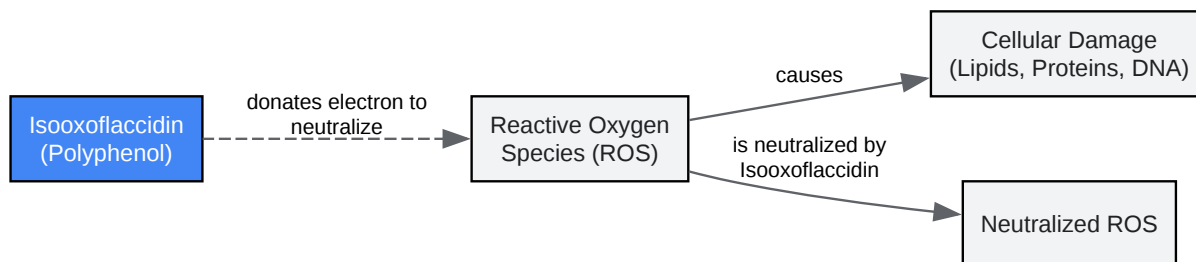 Isooxoflaccidin
(Polyphenol)
donates electron to
neutralize
Reactive Oxygen
Species (ROS)
causes
Cellular Damage
(Lipids, Proteins, DNA)
is neutralized by
Isooxoflaccidin
Neutralized ROS